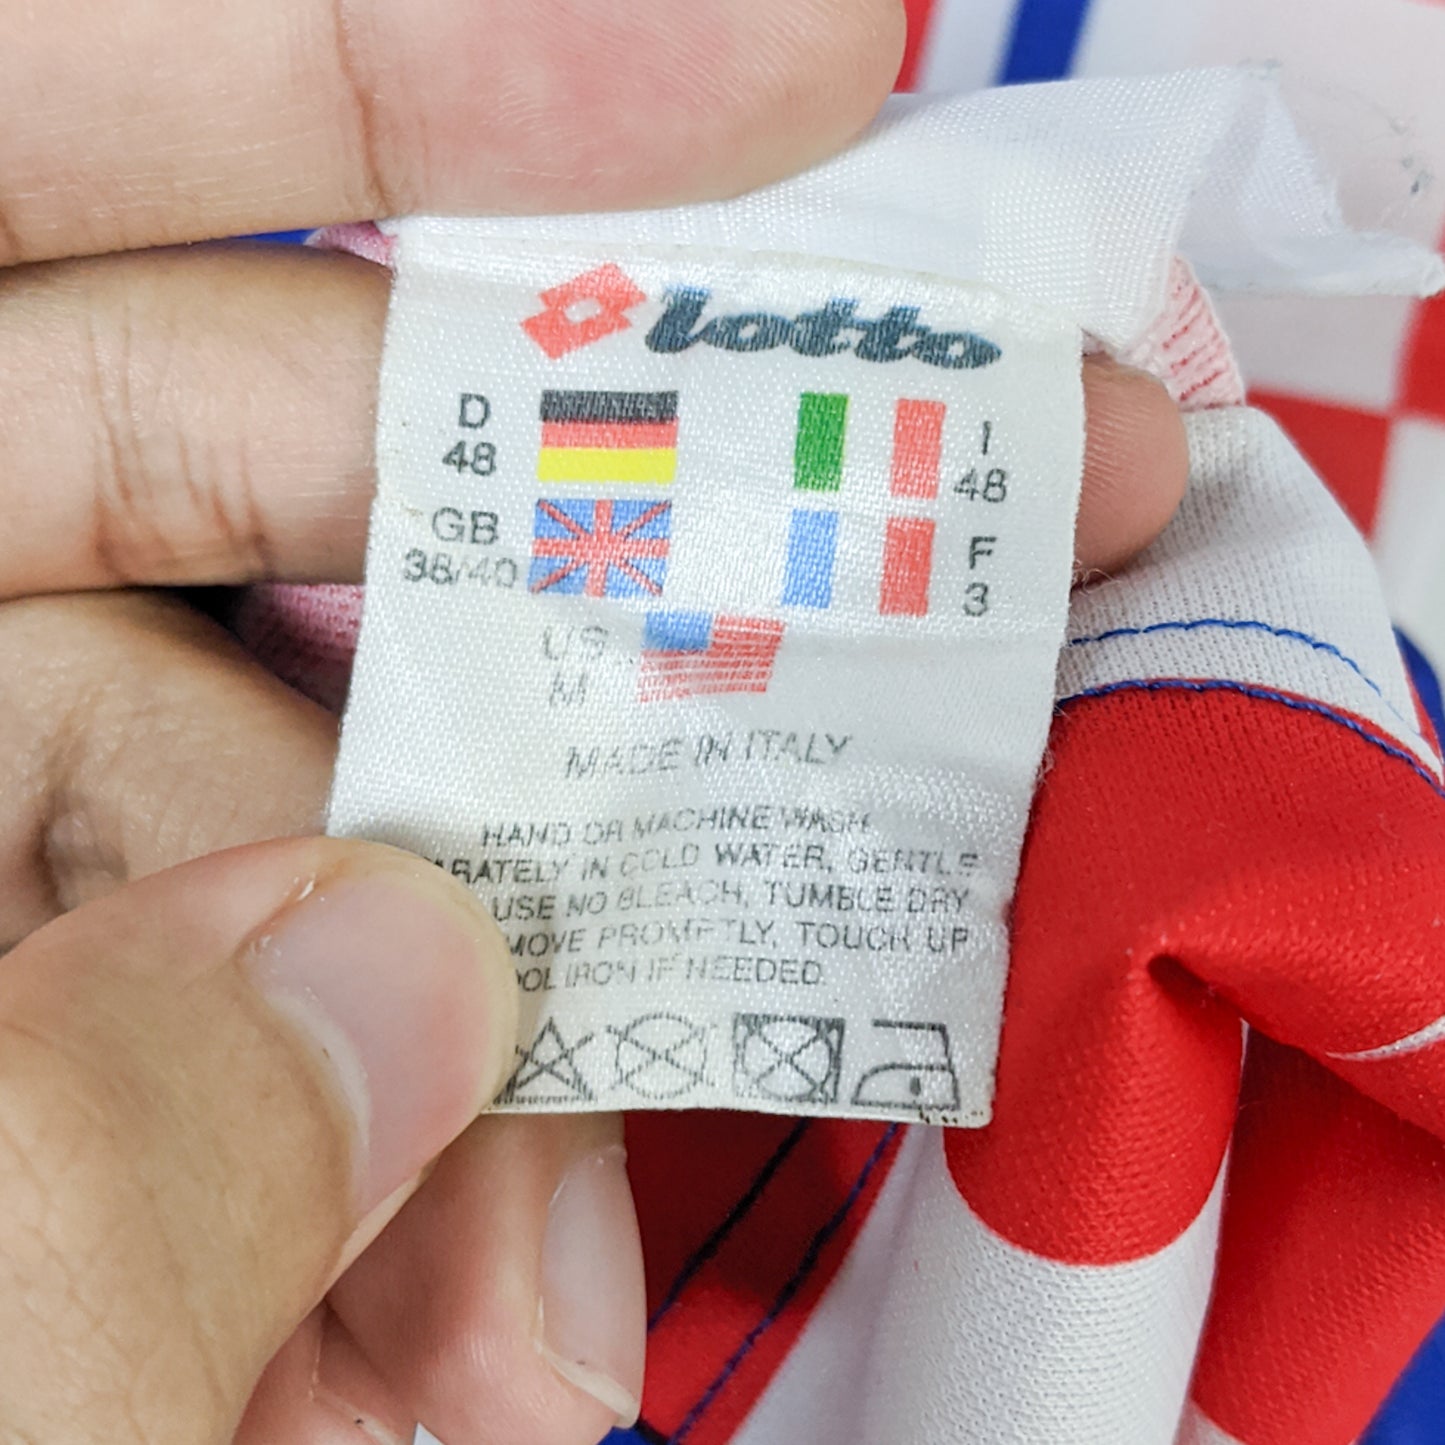 lotto
D
48
I
48
GB
38/40
F
3
US
M
MADE IN ITALY
HAND OR MACHINE WASH
ARATELY IN COLD WATER, GENTLE
USE NO BLEACH, TUMBLE DRY
MOVE PROMPTLY, TOUCH UP
OOL IRON IF NEEDED.